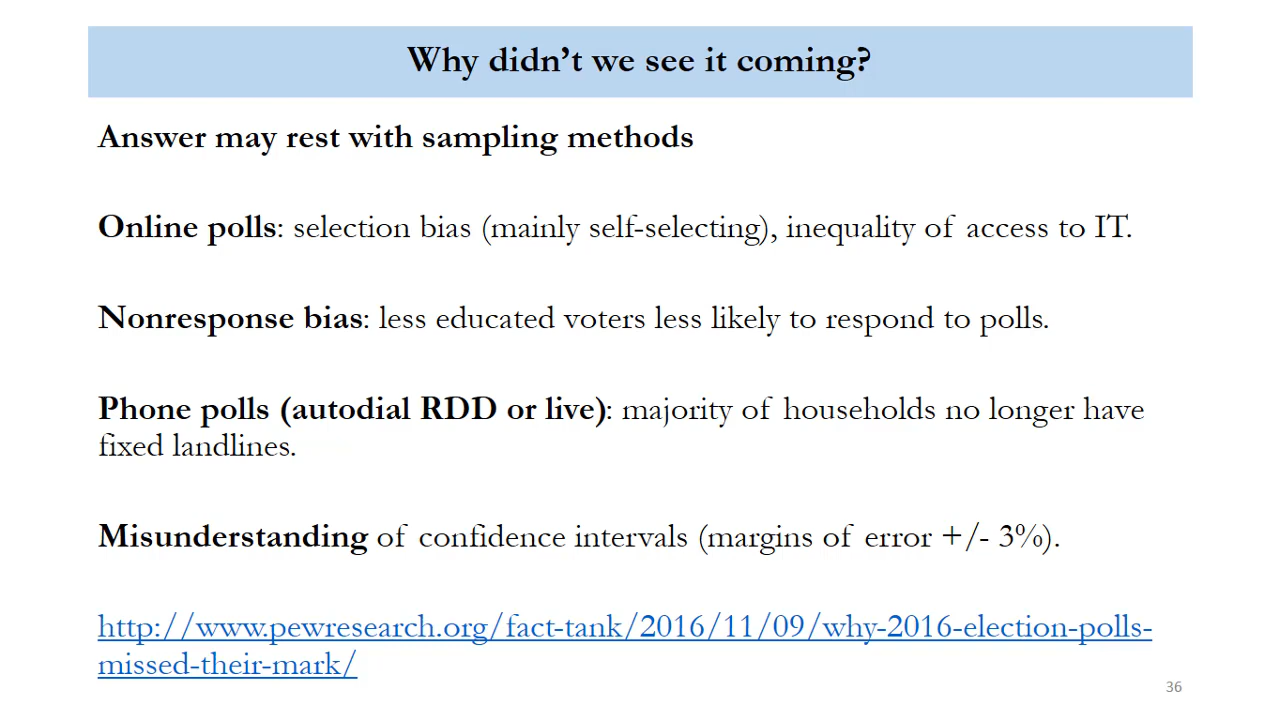 Why didn’t we see it coming?
Answer may rest with sampling methods
Online polls: selection bias (mainly self-selecting), inequality of access to IT.
Nonresponse bias: less educated voters less likely to respond to polls.
Phone polls (autodial RDD or live): majority of households no longer have
fixed landlines.
Misunderstanding of confidence intervals (margins of error +/- 3%).
http://www.pewresearch.org/fact-tank/2016/11/09/why-2016-election-polls-
missed-their-mark/
36